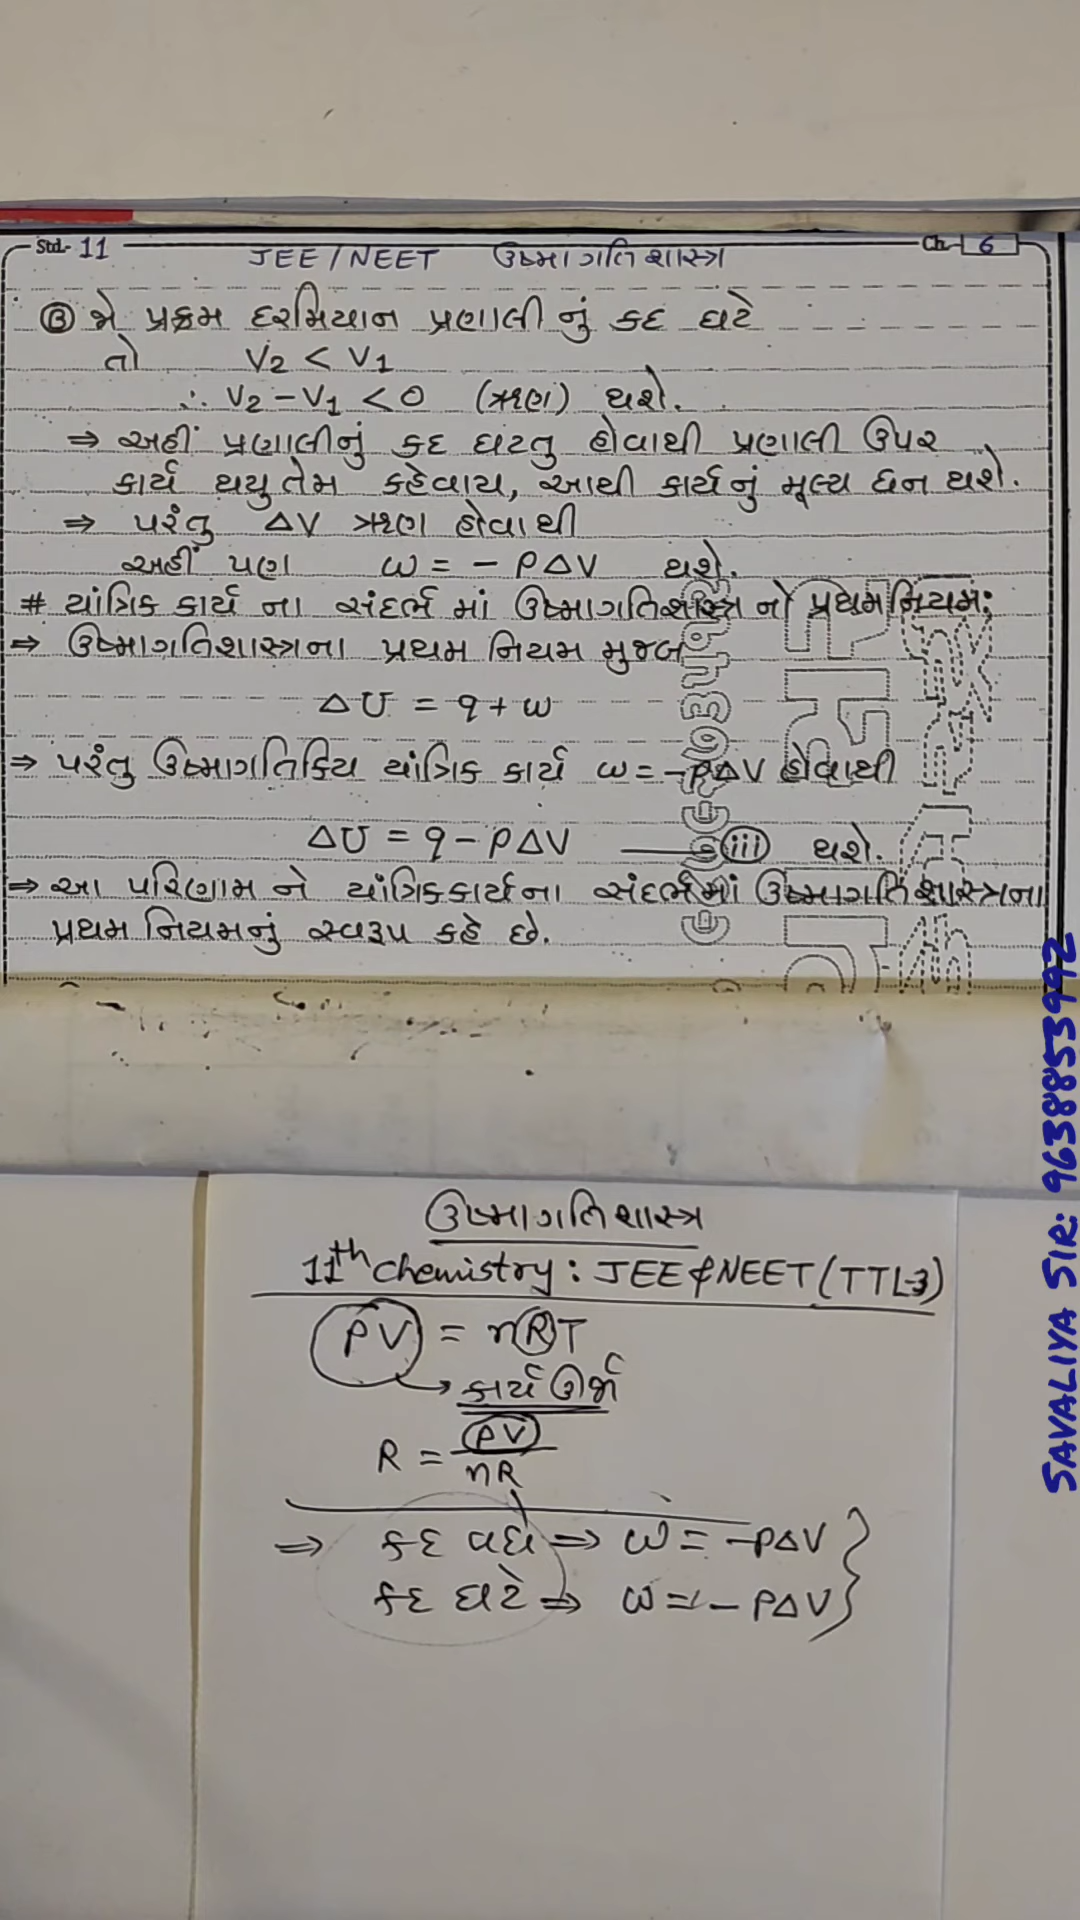 Std.- 11 JEE / NEET ઉષ્માગતિશાસ્ત્ર Ch. 6
Ⓑ જો પ્રક્રમ દરમિયાન પ્રણાલી નું કદ ઘટે
તો V₂ < V₁
∴ V₂ – V₁ < 0 (ઋણ) થશે.
⇒ અહીં પ્રણાલીનું કદ ઘટતુ હોવાથી પ્રણાલી ઉપર
કાર્ય થયુ તેમ કહેવાય, આથી કાર્યનું મૂલ્ય ધન થશે.
⇒ પરંતુ ΔV ઋણ હોવાથી
અહીં પણ W = – PΔV થશે.
# યાંત્રિક કાર્ય ના સંદર્ભ માં ઉષ્માગતિશાસ્ત્ર નો પ્રથમ નિયમ:
⇒ ઉષ્માગતિશાસ્ત્રના પ્રથમ નિયમ મુજબ
ΔU = q + W
⇒ પરંતુ ઉષ્માગતિકિય યાંત્રિક કાર્ય W = –PΔV હોવાથી
ΔU = q – PΔV —— (iii) થશે.
⇒ આ પરિણામ ને યાંત્રિકકાર્યના સંદર્ભમાં ઉષ્માગતિશાસ્ત્રના
પ્રથમ નિયમનું સ્વરૂપ કહે છે.
ઉષ્માગતિશાસ્ત્ર
11th chemistry : JEE & NEET (TTL-3)
PV = nRT
→ કાર્ય ઊર્જા
R = PV / nR
⇒ કદ વધે ⇒ W = –PΔV
કદ ઘટે ⇒ W = – PΔV
SAVALIYA SIR: 9638853992